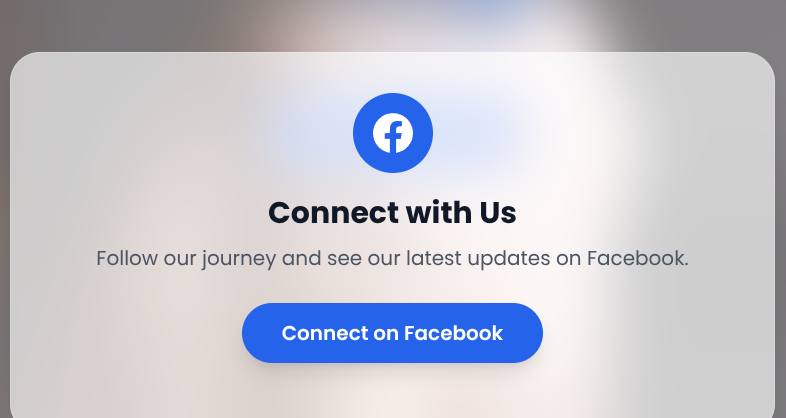 Connect with Us
Follow our journey and see our latest updates on Facebook.
Connect on Facebook